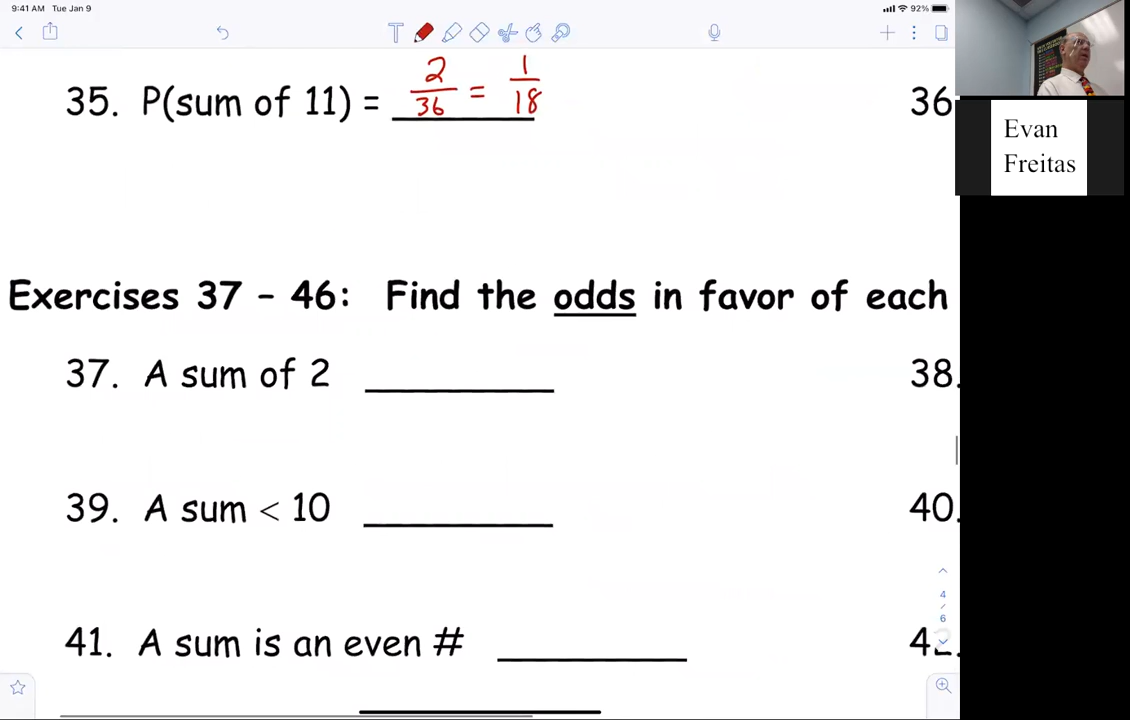 9:41 AM Tue Jan 9
92%
35. P(sum of 11) = 2/36 = 1/18
36
Evan
Freitas
Exercises 37 - 46: Find the odds in favor of each
37. A sum of 2
38.
39. A sum < 10
40.
41. A sum is an even #
4
/
6